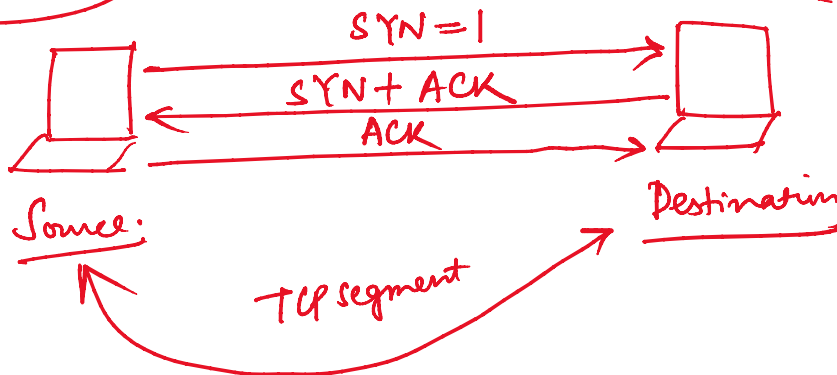 SYN=1
SYN+ ACK
ACK
Source.
Destination
TCP segment